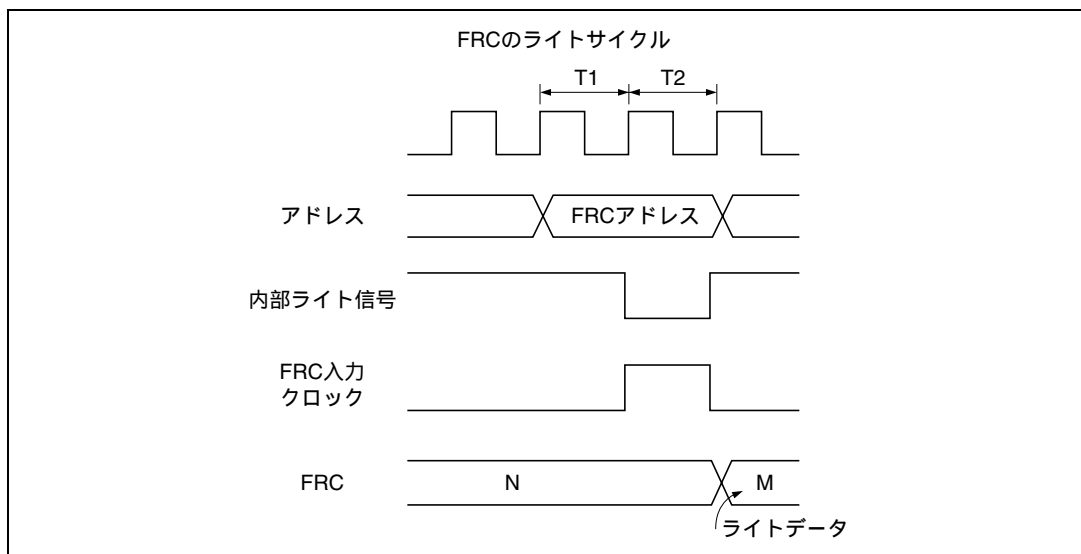 FRCのライトサイクル
T1 T2
アドレス FRCアドレス
内部ライト信号
FRC入力
クロック
FRC N M
ライトデータ